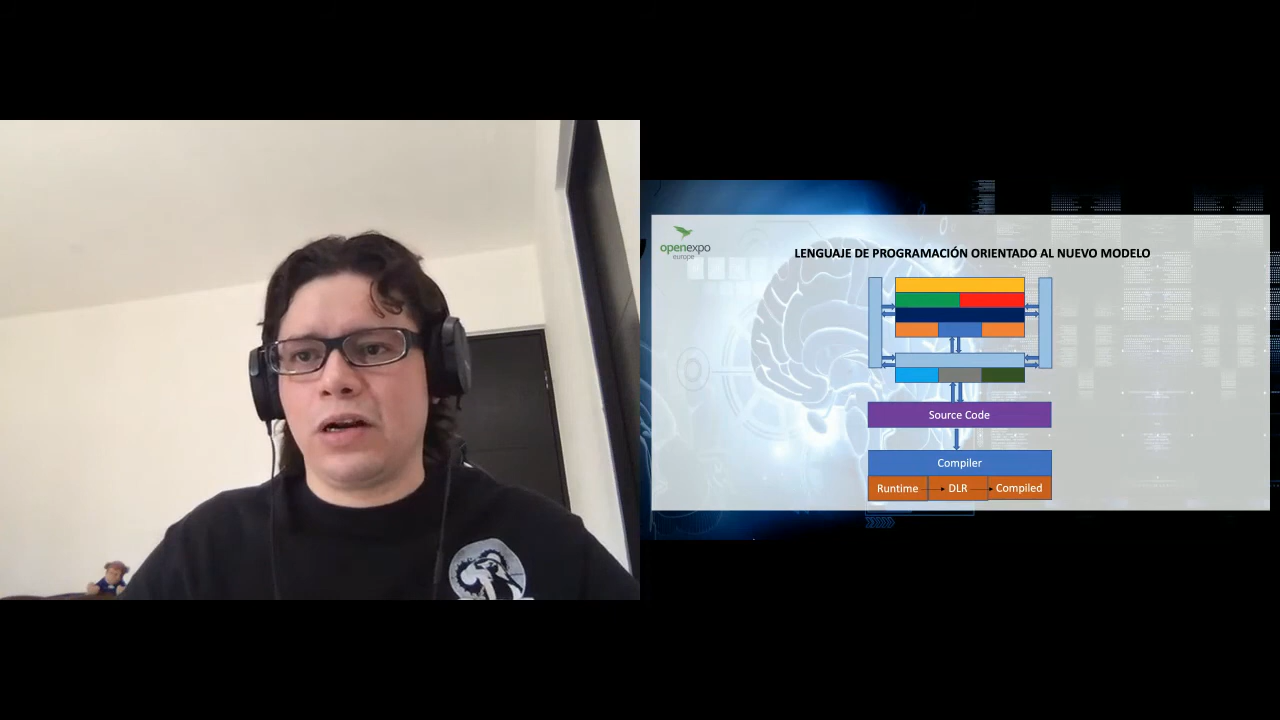 openexpo
europe
LENGUAJE DE PROGRAMACIÓN ORIENTADO AL NUEVO MODELO
Source Code
Compiler
Runtime DLR Compiled